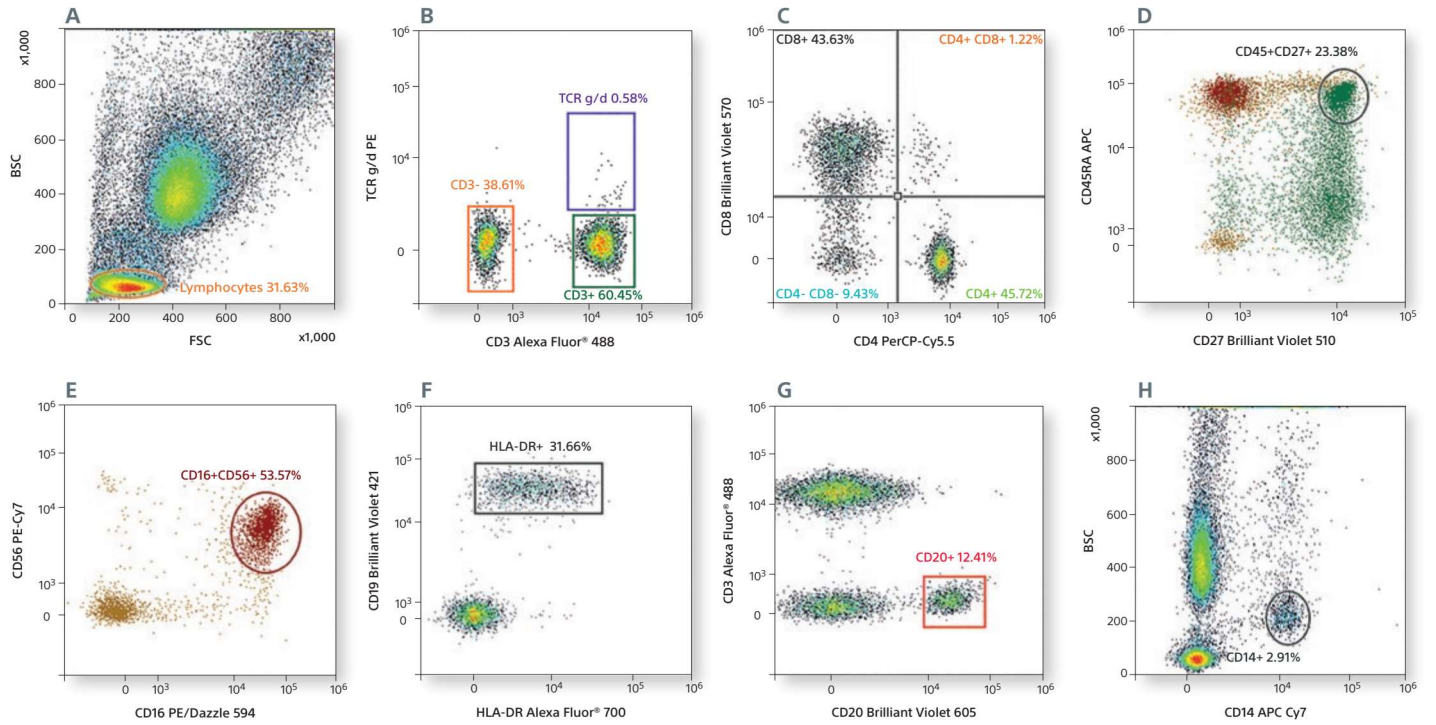 A
x1,000
BSC
800
600
400
200
0
Lymphocytes 31.63%
0 200 400 600 800
x1,000
FSC
B
TCR g/d PE
10⁶
10⁵
10⁴
0
TCR g/d 0.58%
CD3- 38.61%
CD3+ 60.45%
0 10³ 10⁴ 10⁵ 10⁶
CD3 Alexa Fluor® 488
C
CD8 Brilliant Violet 570
10⁶
10⁵
10⁴
0
CD8+ 43.63%
CD4+ CD8+ 1.22%
CD4- CD8- 9.43%
CD4+ 45.72%
0 10³ 10⁴ 10⁵ 10⁶
CD4 PerCP-Cy5.5
D
CD45RA APC
10⁶
10⁵
10⁴
10³
0
CD45+CD27+ 23.38%
0 10³ 10⁴ 10⁵
CD27 Brilliant Violet 510
E
CD56 PE-Cy7
10⁶
10⁵
10⁴
10³
0
CD16+CD56+ 53.57%
0 10³ 10⁴ 10⁵ 10⁶
CD16 PE/Dazzle 594
F
CD19 Brilliant Violet 421
10⁶
10⁵
10⁴
10³
0
HLA-DR+ 31.66%
0 10⁴ 10⁵ 10⁶
HLA-DR Alexa Fluor® 700
G
CD3 Alexa Fluor® 488
10⁶
10⁵
10⁴
10³
0
CD20+ 12.41%
0 10⁴ 10⁵ 10⁶
CD20 Brilliant Violet 605
H
x1,000
BSC
800
600
400
200
0
CD14+ 2.91%
0 10⁴ 10⁵ 10⁶
CD14 APC Cy7